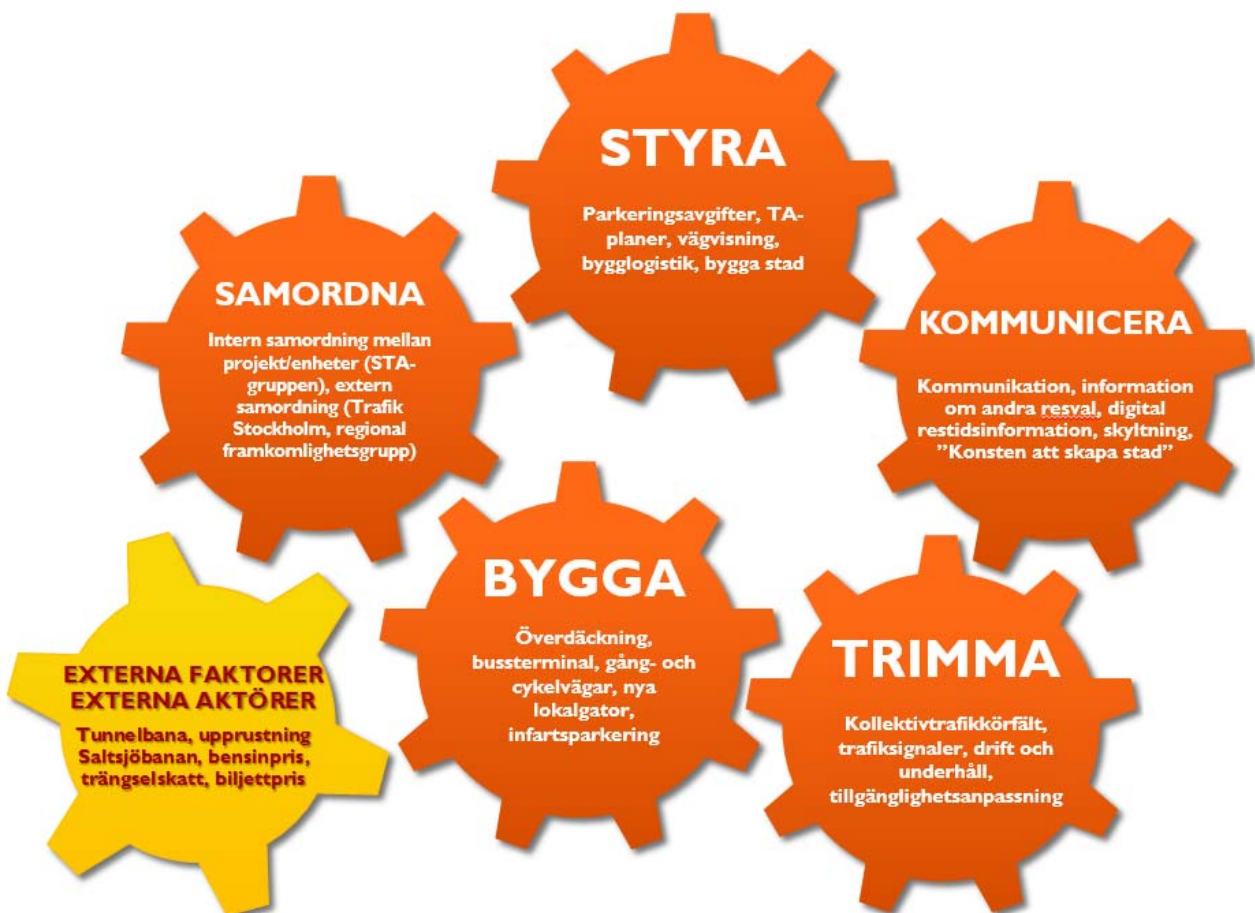 STYRA
Parkeringsavgifter, TA-
planer, vägvisning,
bygglogistik, bygga stad
SAMORDNA
Intern samordning mellan
projekt/enheter (STA-
gruppen), extern
samordning (Trafik
Stockholm, regional
framkomlighetsgrupp)
KOMMUNICERA
Kommunikation, information
om andra resval, digital
restidsinformation, skyltning,
”Konsten att skapa stad”
BYGGA
Överdäckning,
bussterminal, gång- och
cykelvägar, nya
lokalgator,
infartsparkering
TRIMMA
Kollektivtrafikkörfält,
trafiksignaler, drift och
underhåll,
tillgänglighetsanpassning
EXTERNA FAKTORER
EXTERNA AKTÖRER
Tunnelbana, upprustning
Saltsjöbanan, bensinpris,
trängselskatt, biljettpris